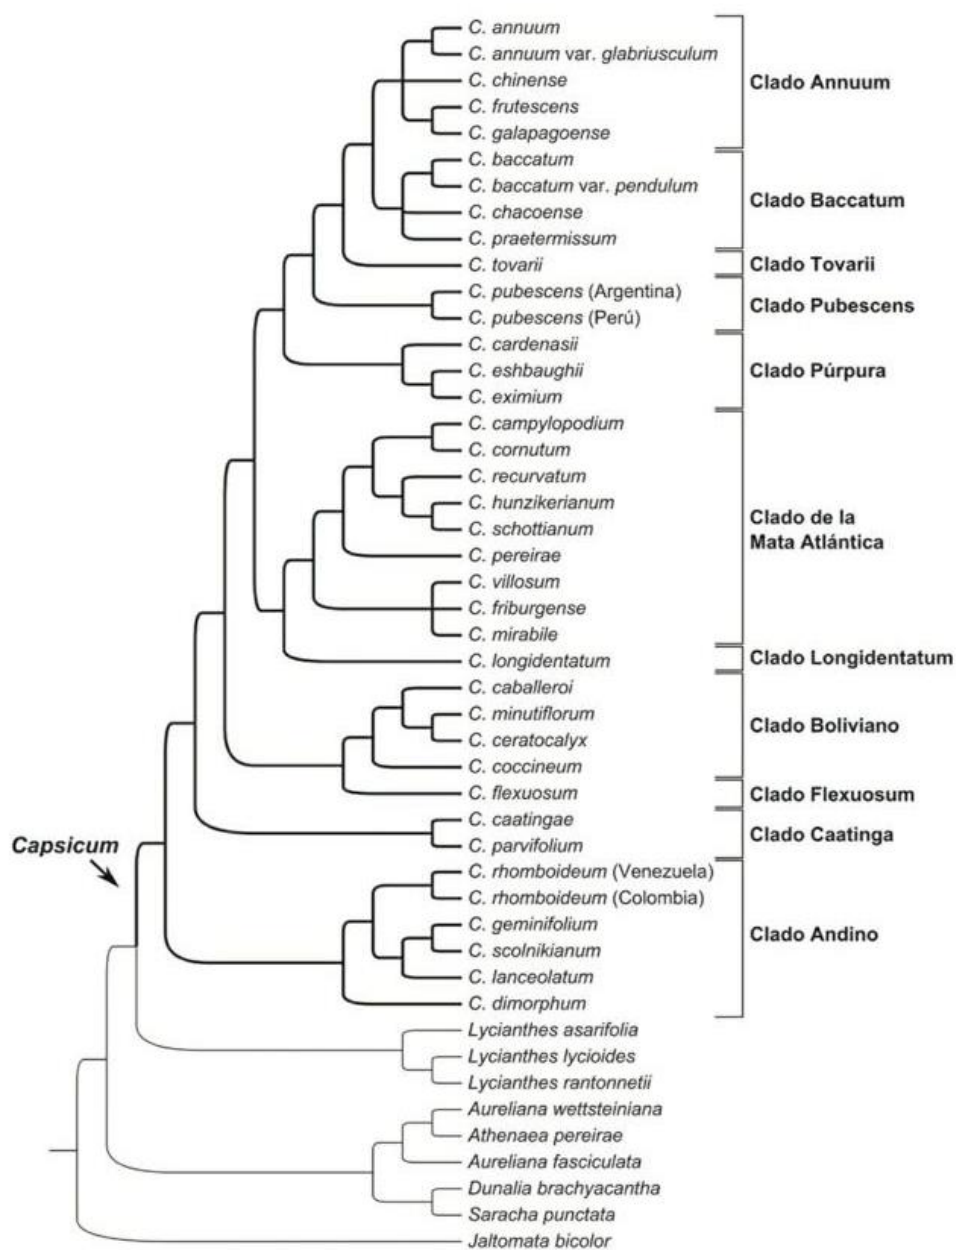 C. annuum
C. annuum var. glabriusculum
C. chinense
Clado Annuum
C. frutescens
C. galapagoense
C. baccatum
C. baccatum var. pendulum
Clado Baccatum
C. chacoense
C. praetermissum
C. tovarii
Clado Tovarii
C. pubescens (Argentina)
Clado Pubescens
C. pubescens (Perú)
C. cardenasii
C. eshbaughii
Clado Púrpura
C. eximium
C. campylopodium
C. cornutum
C. recurvatum
C. hunzikerianum
C. schottianum
Clado de la
Mata Atlántica
C. pereirae
C. villosum
C. friburgense
C. mirabile
C. longidentatum
Clado Longidentatum
C. caballeroi
C. minutiflorum
Clado Boliviano
C. ceratocalyx
C. coccineum
C. flexuosum
Clado Flexuosum
C. caatingae
Clado Caatinga
C. parvifolium
Capsicum
C. rhomboideum (Venezuela)
C. rhomboideum (Colombia)
C. geminifolium
Clado Andino
C. scolnikianum
C. lanceolatum
C. dimorphum
Lycianthes asarifolia
Lycianthes lycioides
Lycianthes rantonnetii
Aureliana wettsteiniana
Athenaea pereirae
Aureliana fasciculata
Dunalia brachyacantha
Saracha punctata
Jaltomata bicolor